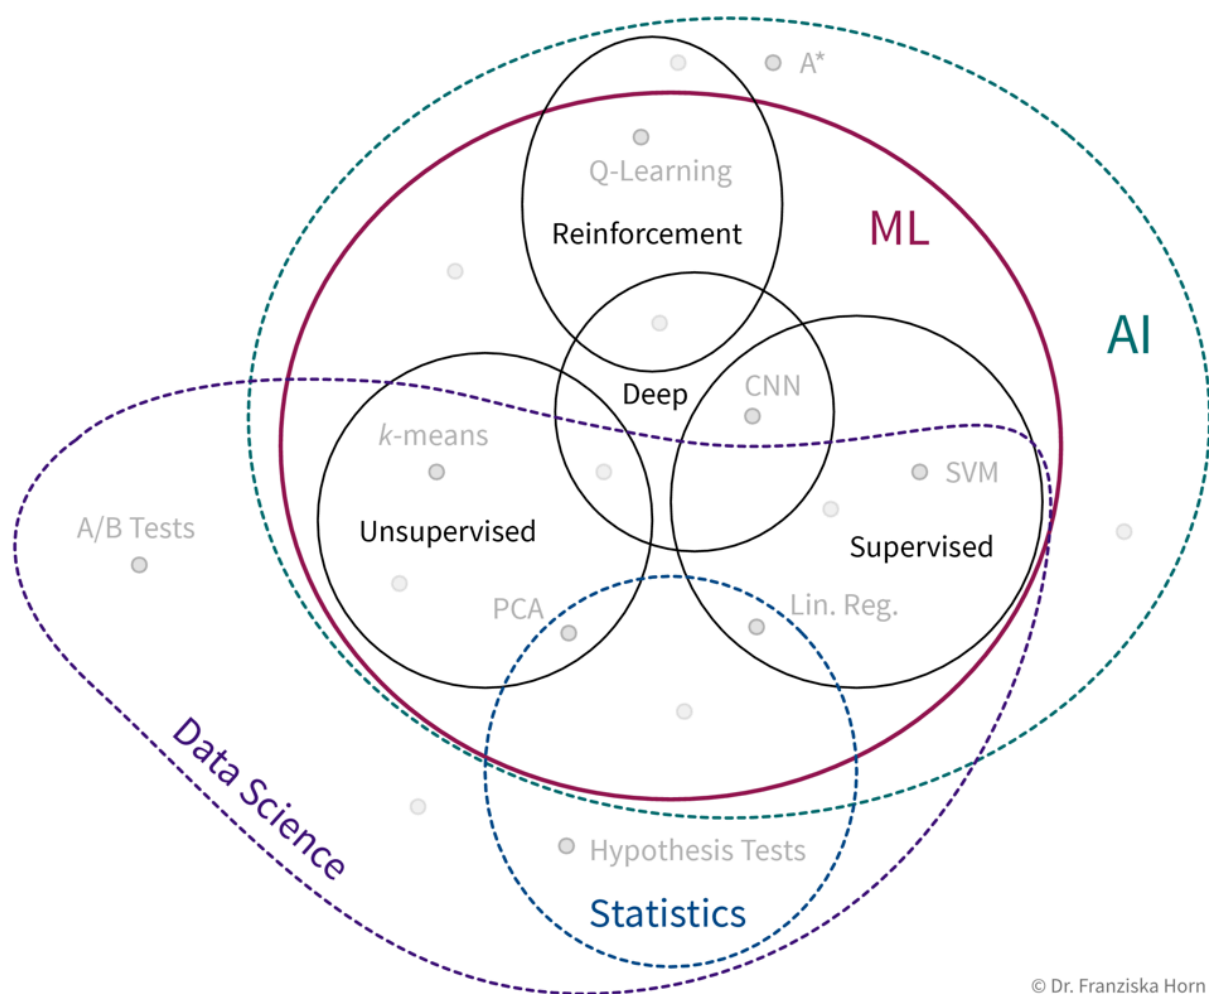 A*
Q-Learning
Reinforcement
ML
AI
Deep
CNN
k-means
SVM
A/B Tests
Unsupervised
Supervised
PCA
Lin. Reg.
Data Science
Hypothesis Tests
Statistics
© Dr. Franziska Horn